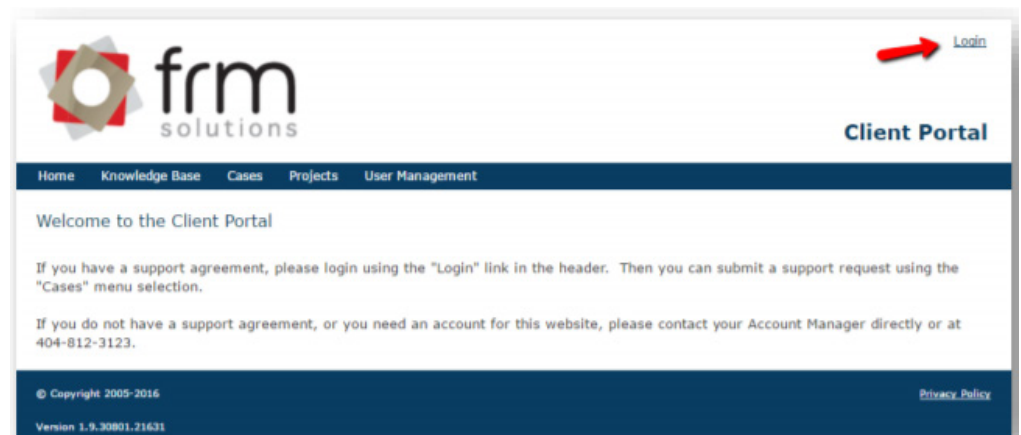 Login
frm
solutions
Client Portal
Home Knowledge Base Cases Projects User Management
Welcome to the Client Portal
If you have a support agreement, please login using the "Login" link in the header. Then you can submit a support request using the
"Cases" menu selection.
If you do not have a support agreement, or you need an account for this website, please contact your Account Manager directly or at
404-812-3123.
© Copyright 2005-2016 Privacy Policy
Version 1.9.30801.21631